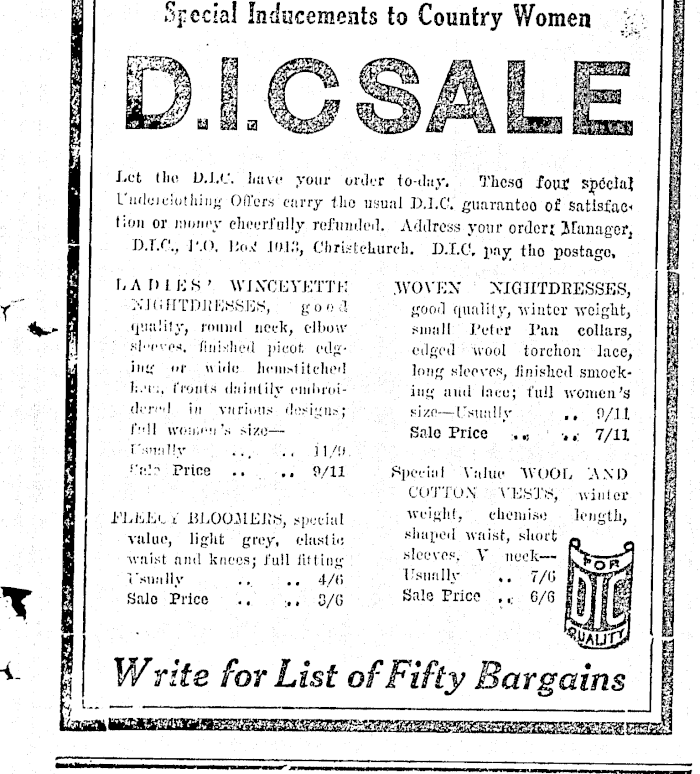 Special Inducements to Country Women
D.I.C SALE
Let the D.I.C. have your order to-day. These four special
Underclothing Offers carry the usual D.I.C. guarantee of satisfac-
tion or money cheerfully refunded. Address your order: Manager,
D.I.C., P.O. Box 1013, Christchurch. D.I.C. pay the postage.
LADIES' WINCEYETTE
NIGHTDRESSES, good
quality, round neck, elbow
sleeves, finished picot edg-
ing or wide hemstitched
hem, fronts daintily embroi-
dered in various designs;
full women's size—
Usually .. .. 11/9
Sale Price .. .. 9/11
FLEECY BLOOMERS, special
value, light grey, elastic
waist and knees; full fitting
Usually .. .. 4/6
Sale Price .. .. 3/6
WOVEN NIGHTDRESSES,
good quality, winter weight,
small Peter Pan collars,
edged wool torchon lace,
long sleeves, finished smock-
ing and lace; full women's
size—Usually .. 9/11
Sale Price .. .. 7/11
Special Value WOOL AND
COTTON VESTS, winter
weight, chemise length,
shaped waist, short
sleeves, V neck—
Usually .. 7/6
Sale Price .. 6/6
FOR
DIC
QUALITY
Write for List of Fifty Bargains